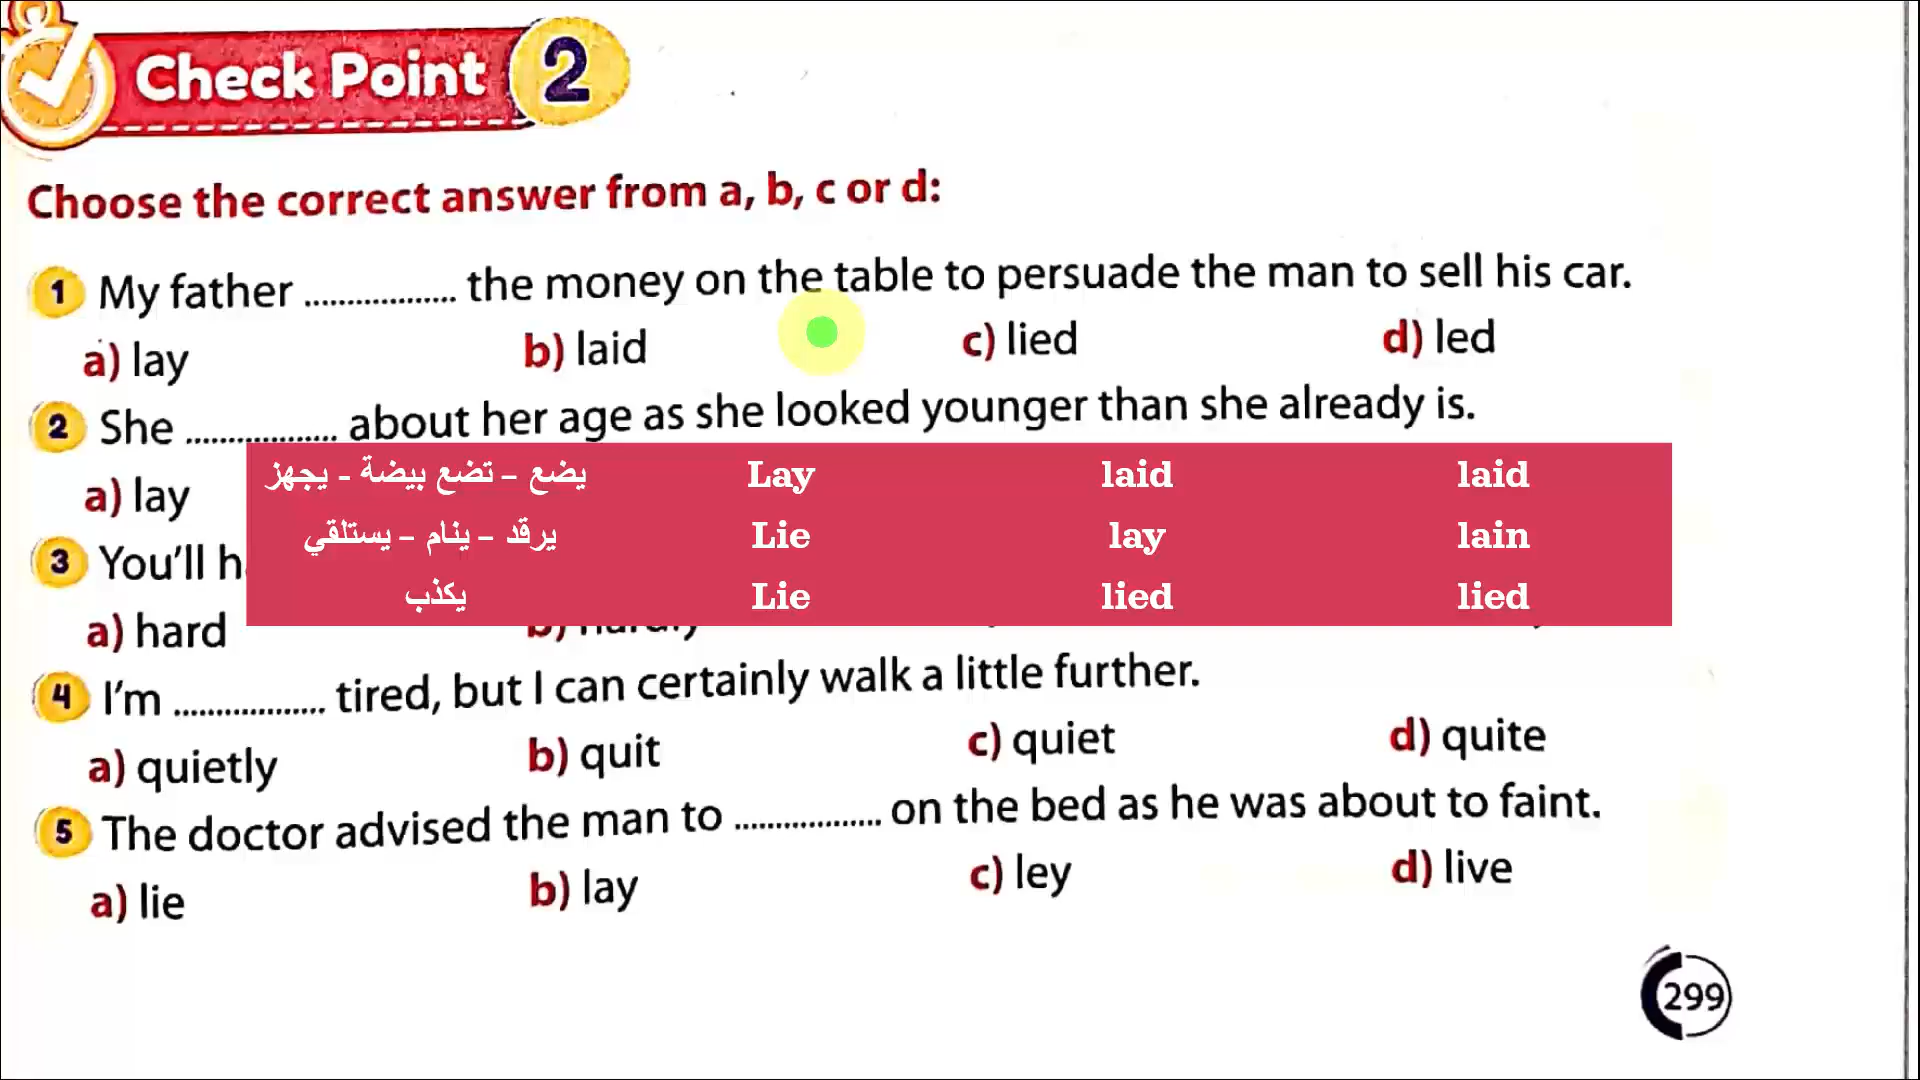 Check Point 2
Choose the correct answer from a, b, c or d:
1 My father .................. the money on the table to persuade the man to sell his car.
a) lay b) laid c) lied d) led
2 She .................. about her age as she looked younger than she already is.
a) lay
يضع – تضع بيضة - يجهز Lay laid laid
يرقد – ينام – يستلقي Lie lay lain
يكذب Lie lied lied
3 You'll
a) hard
4 I'm .................. tired, but I can certainly walk a little further.
a) quietly b) quit c) quiet d) quite
5 The doctor advised the man to .................. on the bed as he was about to faint.
a) lie b) lay c) ley d) live
299